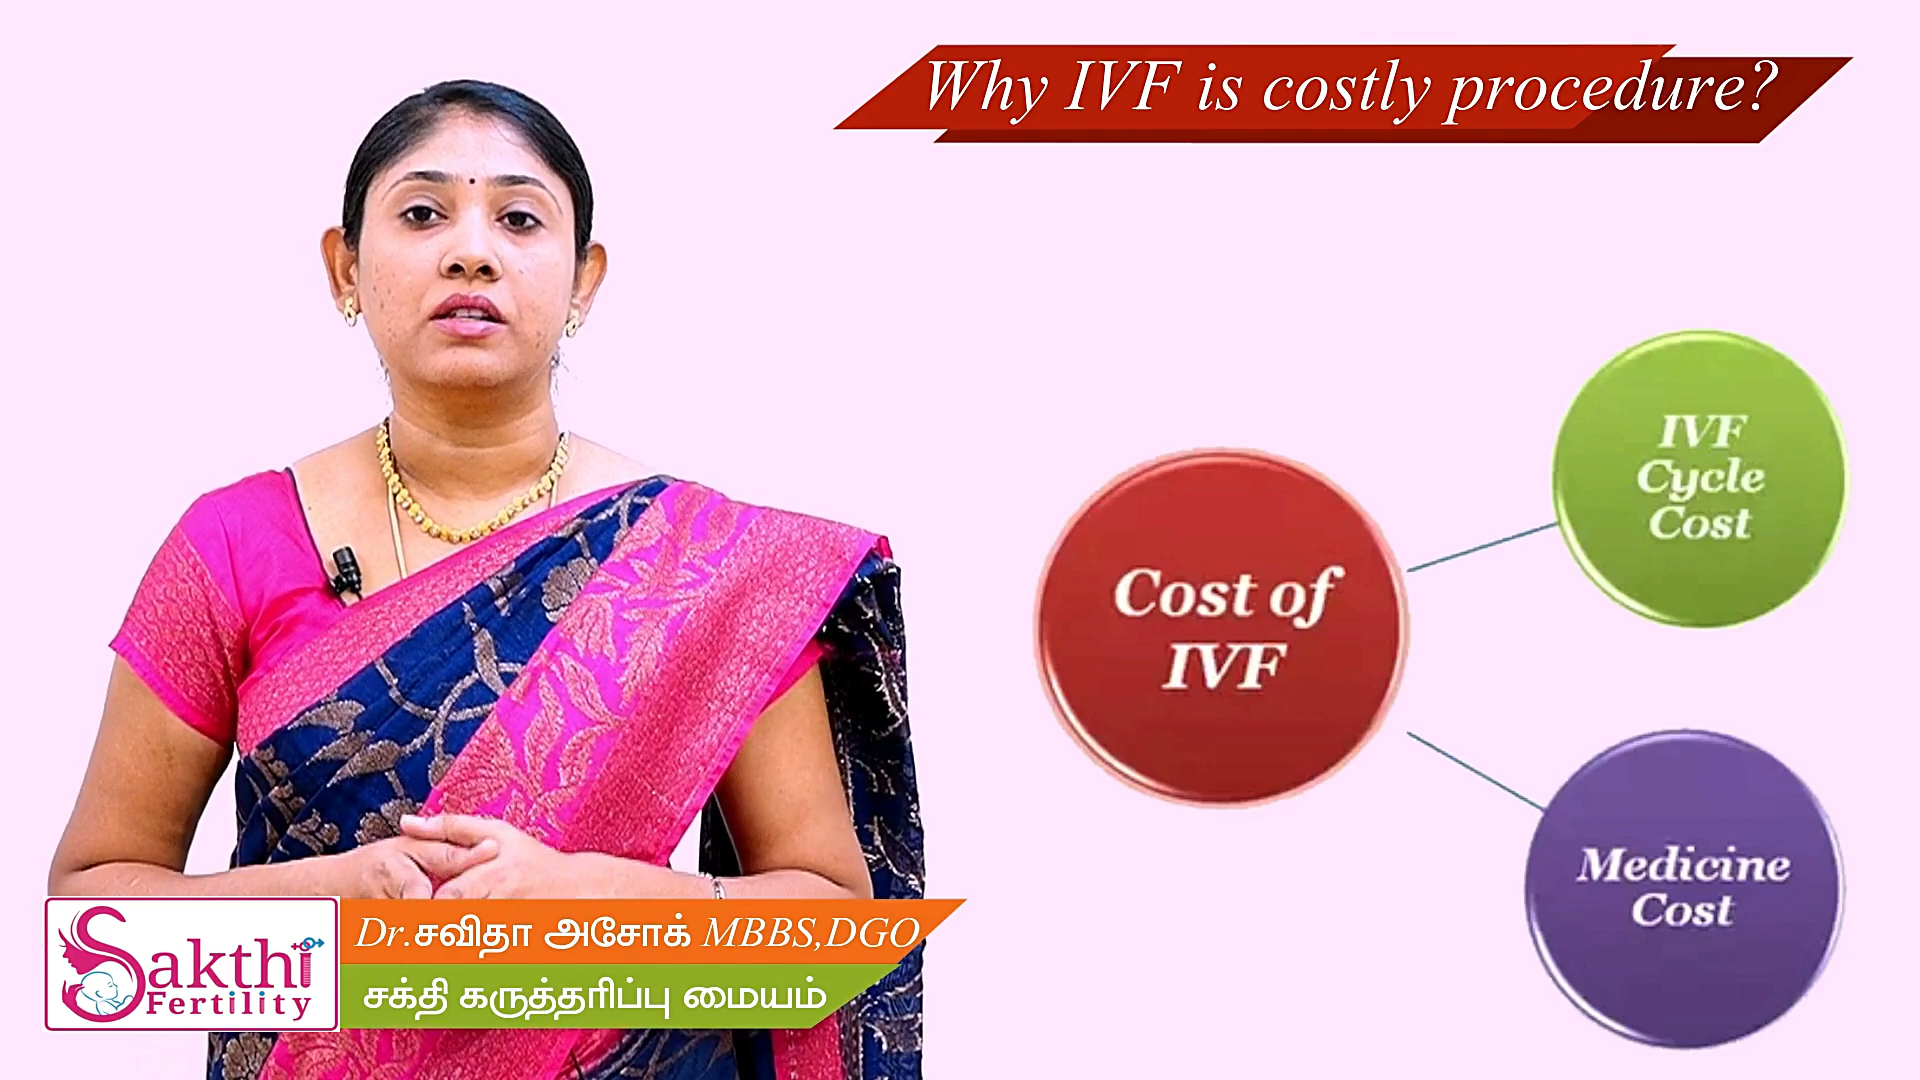 Why IVF is costly procedure?
IVF
Cycle
Cost
Cost of
IVF
Medicine
Cost
Sakthi
Fertility
Dr.சவிதா அசோக் MBBS,DGO
சக்தி கருத்தரிப்பு மையம்